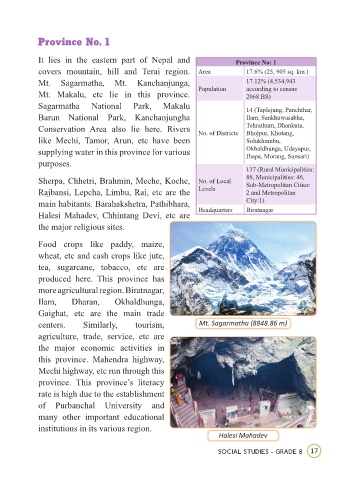 Province No. 1
It lies in the eastern part of Nepal and
covers mountain, hill and Terai region.
Mt. Sagarmatha, Mt. Kanchanjunga,
Mt. Makalu, etc lie in this province.
Sagarmatha National Park, Makalu
Barun National Park, Kanchanjungha
Conservation Area also lie here. Rivers
like Mechi, Tamor, Arun, etc have been
supplying water in this province for various
purposes.
Sherpa, Chhetri, Brahmin, Meche, Koche,
Rajbansi, Lepcha, Limbu, Rai, etc are the
main habitants. Barahakshetra, Pathibhara,
Halesi Mahadev, Chhintang Devi, etc are
the major religious sites.
Food crops like paddy, maize,
wheat, etc and cash crops like jute,
tea, sugarcane, tobacco, etc are
produced here. This province has
more agricultural region. Biratnagar,
Ilam, Dharan, Okhaldhunga,
Gaighat, etc are the main trade
centers. Similarly, tourism,
agriculture, trade, service, etc are
the major economic activities in
this province. Mahendra highway,
Mechi highway, etc run through this
province. This province's literacy
rate is high due to the establishment
of Purbanchal University and
many other important educational
institutions in its various region.
Province No: 1
Area 17.6% (25, 905 sq. km.)
Population 17.12% (4,534,943
according to census
2068 BS)
No. of Districts 14 (Taplejung, Panchthar,
Ilam, Sankhuwasabha,
Tehrathum, Dhankuta,
Bhojpur, Khotang,
Solukhumbu,
Okhaldhunga, Udayapur,
Jhapa, Morang, Sunsari)
No. of Local Levels 137 (Rural Municipalities:
88, Municipalities: 46,
Sub-Metropolitan Cities:
2 and Metropolitan
City:1)
Headquarters Biratnagar
Mt. Sagarmatha (8848.86 m)
Halesi Mahadev
SOCIAL STUDIES - GRADE 8 17